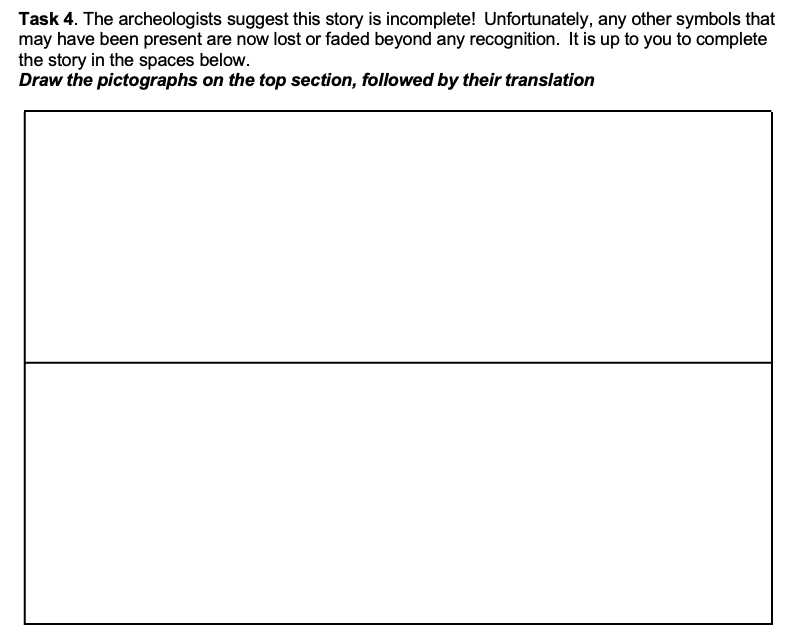 Task 4. The archeologists suggest this story is incomplete!  Unfortunately, any other symbols that
may have been present are now lost or faded beyond any recognition.  It is up to you to complete
the story in the spaces below.
Draw the pictographs on the top section, followed by their translation